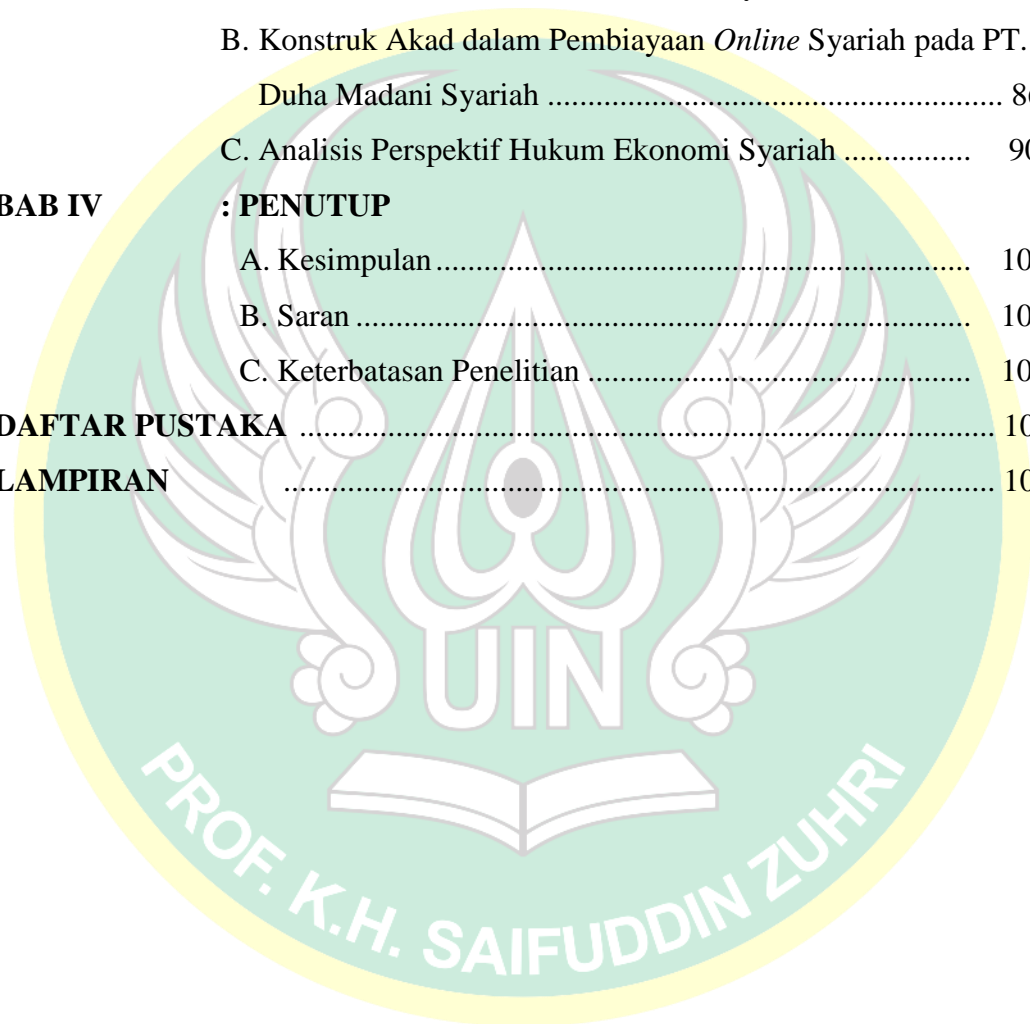 B. Konstruk Akad dalam Pembiayaan Online Syariah pada PT.
Duha Madani Syariah ................................................
C. Analisis Perspektif Hukum Ekonomi Syariah ...............
BAB IV : PENUTUP
A. Kesimpulan ........................................................
B. Saran ................................................................
C. Keterbatasan Penelitian ........................................
DAFTAR PUSTAKA ........................................................................
LAMPIRAN ..........................................................................
UIN
PROF. K.H. SAIFUDDIN ZUHRI